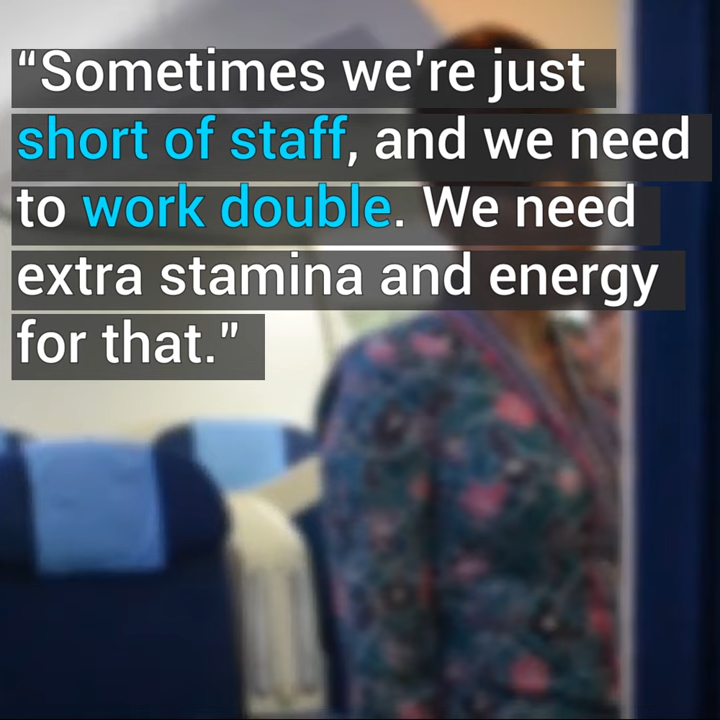 “Sometimes we're just
short of staff, and we need
to work double. We need
extra stamina and energy
for that.”